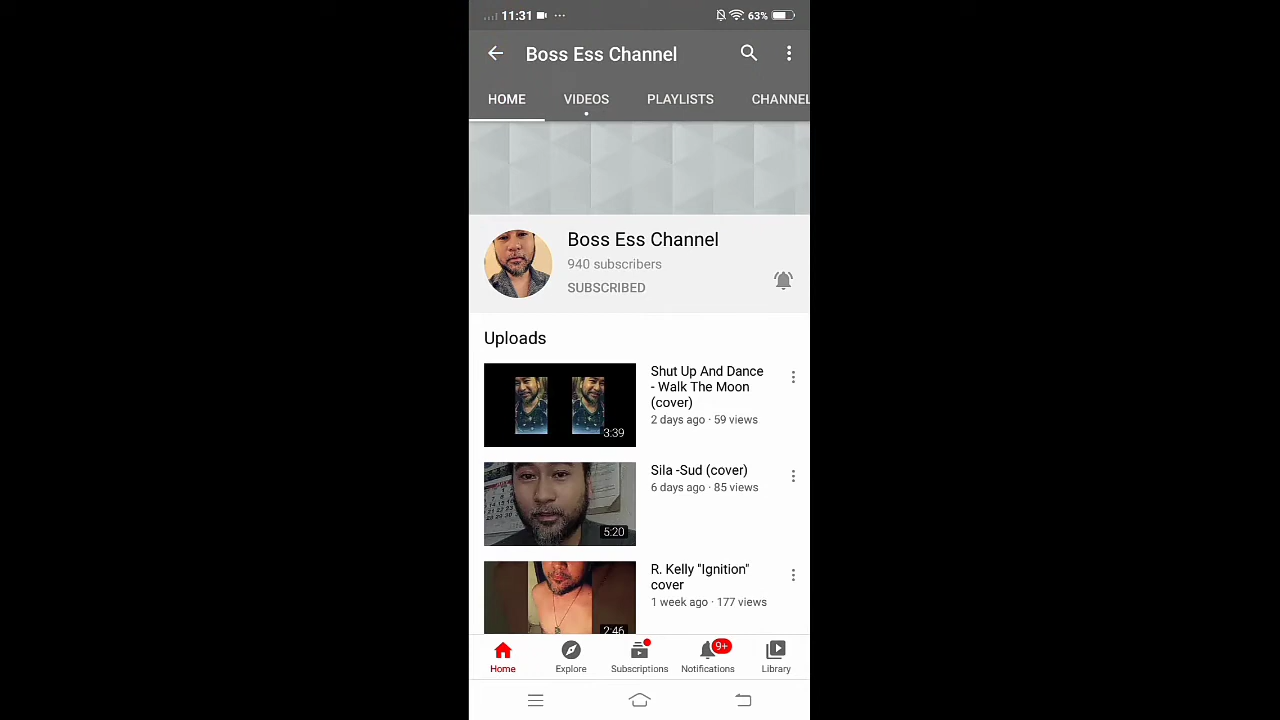 11:31 ... 63%
Boss Ess Channel
HOME VIDEOS PLAYLISTS CHANNEL
Boss Ess Channel
940 subscribers
SUBSCRIBED
Uploads
Shut Up And Dance
- Walk The Moon
(cover)
2 days ago · 59 views
3:39
Sila -Sud (cover)
6 days ago · 85 views
5:20
R. Kelly "Ignition"
cover
1 week ago · 177 views
2:46
9+
Home Explore Subscriptions Notifications Library